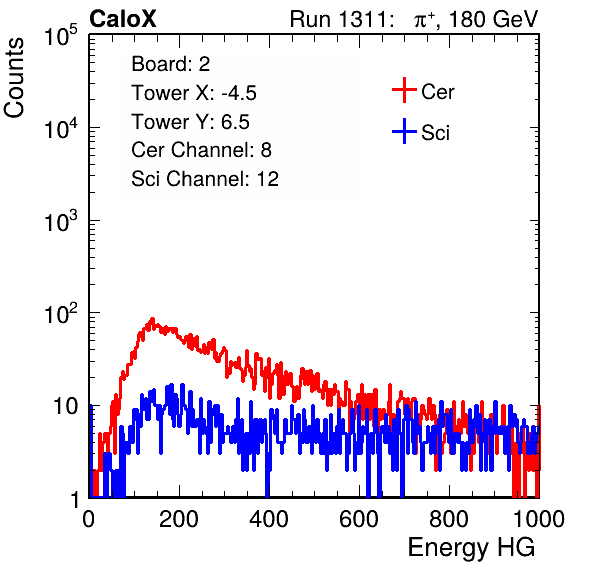 CaloX Run 1311: π⁺, 180 GeV
Board: 2
Tower X: -4.5
Tower Y: 6.5
Cer Channel: 8
Sci Channel: 12
Cer
Sci
Counts
10⁵
10⁴
10³
10²
10
1
0 200 400 600 800 1000
Energy HG